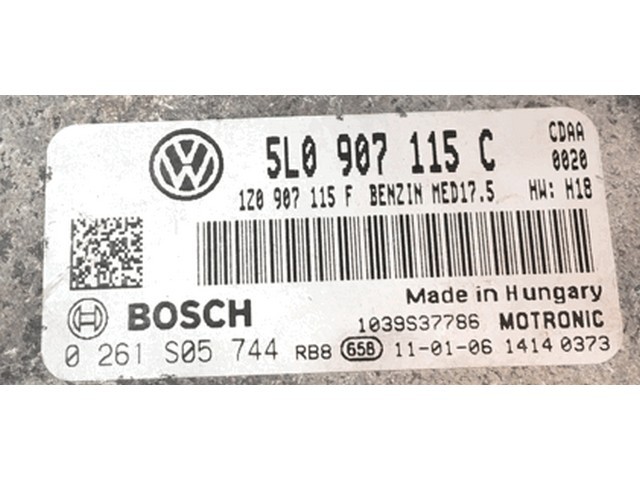 5L0 907 115 C CDAA
0020
1Z0 907 115 F BENZIN MED17.5 HW: H18
Made in Hungary
BOSCH 1039S37786 MOTRONIC
0 261 S05 744 RB8 658 11-01-06 1414 0373